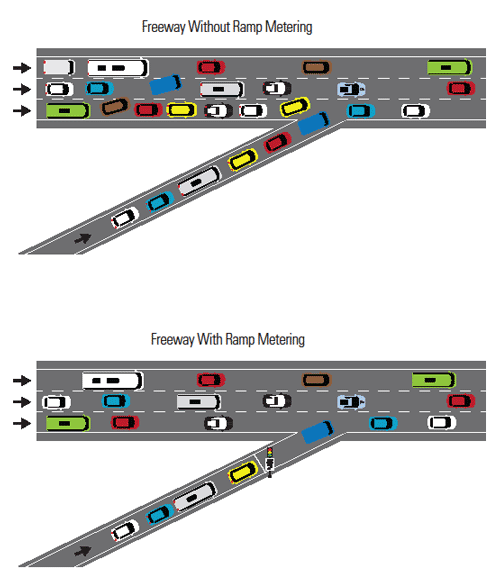 Freeway Without Ramp Metering
Freeway With Ramp Metering